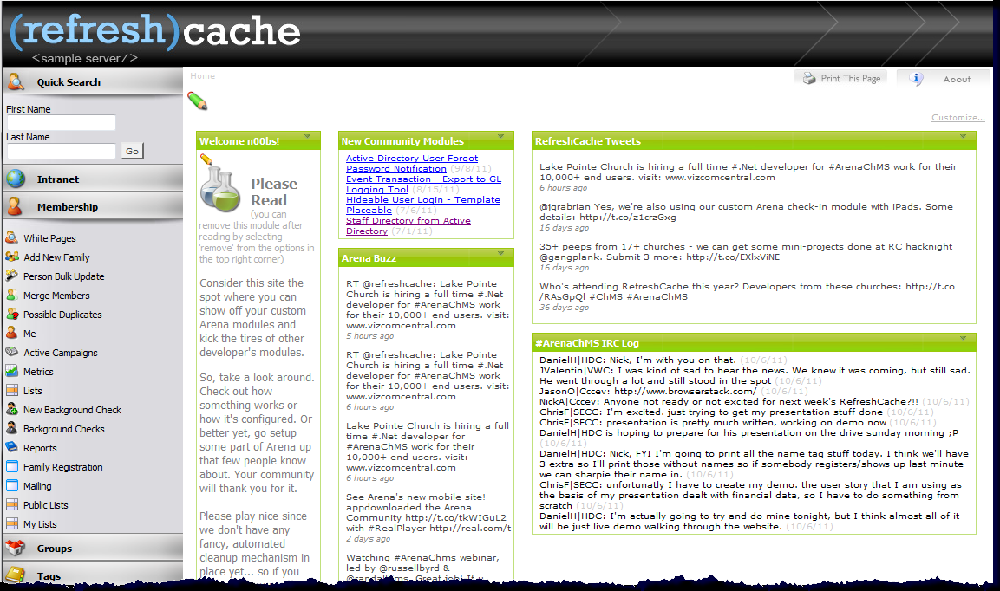 (refresh)cache
<sample server/>
Quick Search
First Name
Last Name
Go
Intranet
Membership
White Pages
Add New Family
Person Bulk Update
Merge Members
Possible Duplicates
Me
Active Campaigns
Metrics
Lists
New Background Check
Background Checks
Reports
Family Registration
Mailing
Public Lists
My Lists
Groups
Tags
Home
Print This Page
About
Customize...
Welcome n00bs!
Please
Read
(you can
remove this module after
reading by selecting
'remove' from the options in
the top right corner)
Consider this site the
spot where you can
show off your custom
Arena modules and
kick the tires of other
developer's modules.
So, take a look around.
Check out how
something works or
how it's configured. Or
better yet, go setup
some part of Arena up
that few people know
about. Your community
will thank you for it.
Please play nice since
we don't have any
fancy, automated
cleanup mechanism in
place yet... so if you
New Community Modules
Active Directory User Forgot
Password Notification (9/8/11)
Event Transaction - Export to GL
Logging Tool (8/15/11)
Hideable User Login - Template
Placeable (7/6/11)
Staff Directory from Active
Directory (7/1/11)
Arena Buzz
RT @refreshcache: Lake Pointe
Church is hiring a full time #.Net
developer for #ArenaChMS work
for their 10,000+ end users. visit:
www.vizcomcentral.com
5 hours ago
RT @refreshcache: Lake Pointe
Church is hiring a full time #.Net
developer for #ArenaChMS work
for their 10,000+ end users. visit:
www.vizcomcentral.com
6 hours ago
Lake Pointe Church is hiring a full
time #.Net developer for
#ArenaChMS work for their
10,000+ end users. visit:
www.vizcomcentral.com
6 hours ago
See Arena's new mobile site!
appdownloaded the Arena
Community http://t.co/tkWIGuL2
with #RealPlayer http://real.com/t
2 days ago
Watching #ArenaChms webinar,
led by @russellbyrd &
RefreshCache Tweets
Lake Pointe Church is hiring a full time #.Net developer for #ArenaChMS work for their
10,000+ end users. visit: www.vizcomcentral.com
6 hours ago
@jgrabrian Yes, we're also using our custom Arena check-in module with iPads. Some
details: http://t.co/z1crzGxg
16 days ago
35+ peeps from 17+ churches - we can get some mini-projects done at RC hacknight
@gangplank. Submit 3 more: http://t.co/EXlxViNE
16 days ago
Who's attending RefreshCache this year? Developers from these churches: http://t.co
/RAsGpQl #ChMS #ArenaChMS
36 days ago
#ArenaChMS IRC Log
DanielH|HDC: Nick, I'm with you on that. (10/6/11)
JValentin|VWC: I was kind of sad to hear the news. We knew it was coming, but still sad.
He went through a lot and still stood in the spot (10/6/11)
JasonO|Cccev: http://www.browserstack.com/ (10/6/11)
NickA|Cccev: Anyone not ready or not excited for next week's RefreshCache?!! (10/6/11)
ChrisF|SECC: I'm excited. just trying to get my presentation stuff done (10/6/11)
ChrisF|SECC: presentation is pretty much written, working on demo now (10/6/11)
DanielH|HDC is hoping to prepare for his presentation on the drive sunday morning ;P
(10/6/11)
DanielH|HDC: Nick, FYI I'm going to print all the name tag stuff today. I think we'll have
3 extra so I'll print those without names so if somebody registers/shows up last minute
we can sharpie their name in. (10/6/11)
ChrisF|SECC: unfortunatly I have to create my demo. the user story that I am using as
the basis of my presentation dealt with financial data, so I have to do something from
scratch (10/6/11)
DanielH|HDC: I'm actually going to try and do mine tonight, but I think almost all of it
will be just live demo walking through the website. (10/6/11)